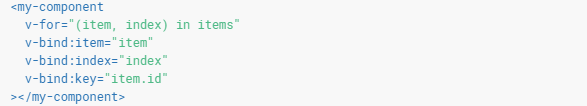 <my-component
  v-for="(item, index) in items"
  v-bind:item="item"
  v-bind:index="index"
  v-bind:key="item.id"
></my-component>